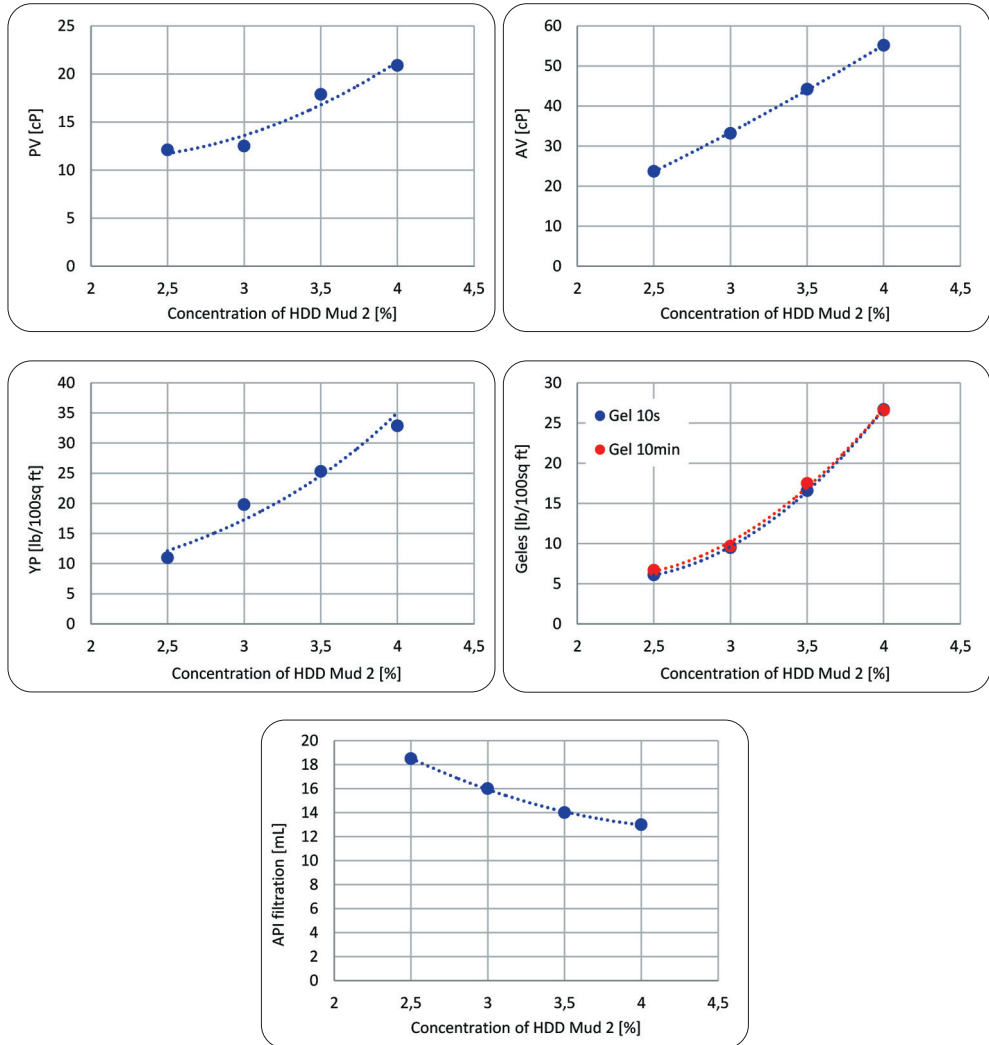 25
20
15
10
5
0
PV [cP]
2 2,5 3 3,5 4 4,5
Concentration of HDD Mud 2 [%]
60
50
40
30
20
10
0
AV [cP]
2 2,5 3 3,5 4 4,5
Concentration of HDD Mud 2 [%]
40
35
30
25
20
15
10
5
0
YP [lb/100sq ft]
2 2,5 3 3,5 4 4,5
Concentration of HDD Mud 2 [%]
30
25
20
15
10
5
0
Geles [lb/100sq ft]
Gel 10s
Gel 10min
2 2,5 3 3,5 4 4,5
Concentration of HDD Mud 2 [%]
20
18
16
14
12
10
8
6
4
2
0
API filtration [mL]
2 2,5 3 3,5 4 4,5
Concentration of HDD Mud 2 [%]